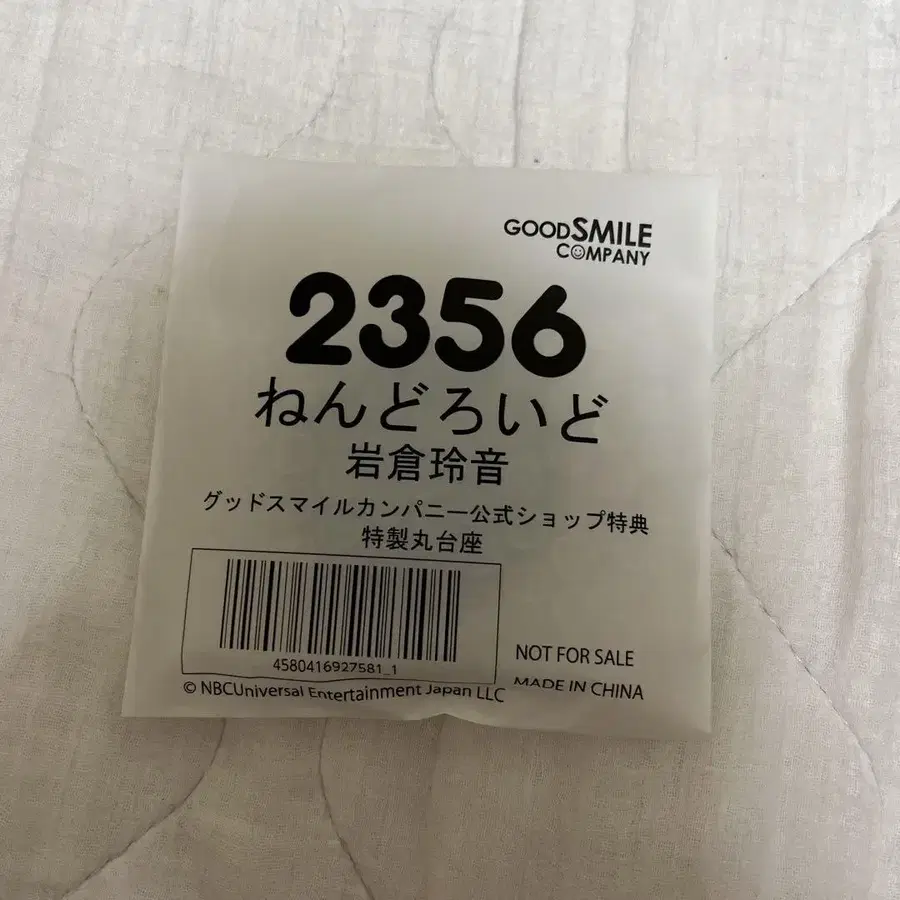 GOODSMILE
COMPANY
2356
ねんどろいど
岩倉玲音
グッドスマイルカンパニー公式ショップ特典
特製丸台座
4580416927581_1
NOT FOR SALE
© NBCUniversal Entertainment Japan LLC
MADE IN CHINA